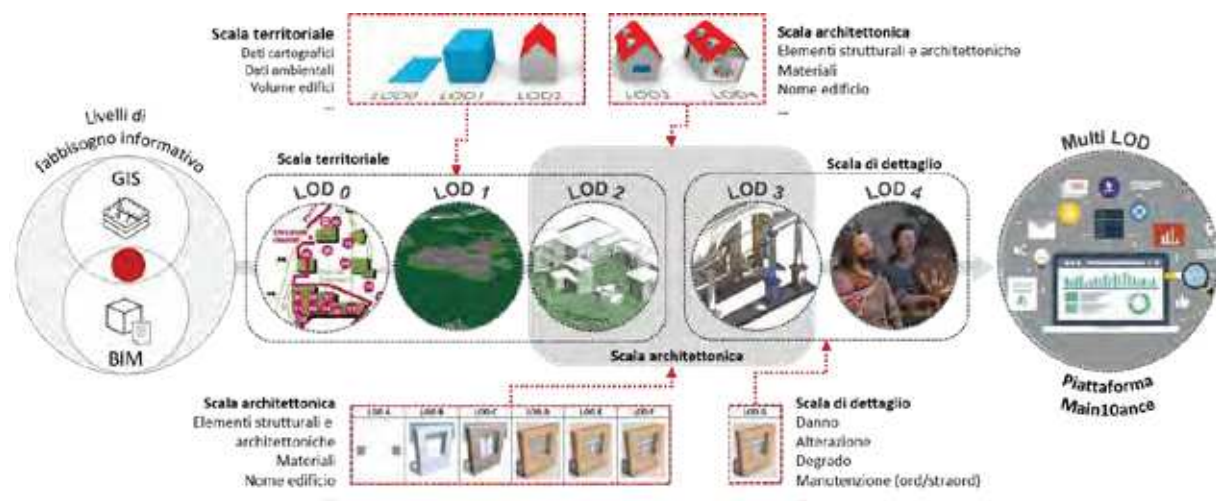 Scala territoriale
Dati cartografici
Dati ambientali
Volume edifici
...
LOD0 LOD1 LOD2
LOD3 LOD4
Scala architettonica
Elementi strutturali e architettoniche
Materiali
Nome edificio
...
Livelli di
fabbisogno informativo
GIS
BIM
Scala territoriale
LOD 0
LOD 1
LOD 2
Scala di dettaglio
LOD 3
LOD 4
Scala architettonica
Multi LOD
Piattaforma
Main10ance
Scala architettonica
Elementi strutturali e
architettoniche
Materiali
Nome edificio
LOD A LOD B LOD C LOD D LOD E LOD F
LOD G
Scala di dettaglio
Danno
Alterazione
Degrado
Manutenzione (ord/straord)